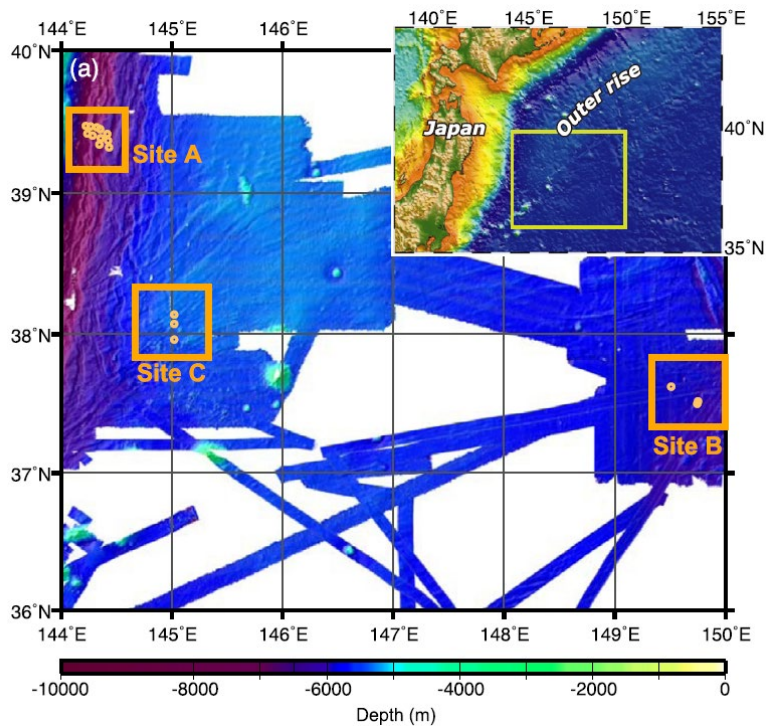 144˚E 145˚E 146˚E
140˚E 145˚E 150˚E 155˚E
40˚N
(a)
Outer rise
Japan
40˚N
Site A
39˚N
35˚N
38˚N
Site C
Site B
37˚N
36˚N
144˚E 145˚E 146˚E 147˚E 148˚E 149˚E 150˚E
-10000 -8000 -6000 -4000 -2000 0
Depth (m)